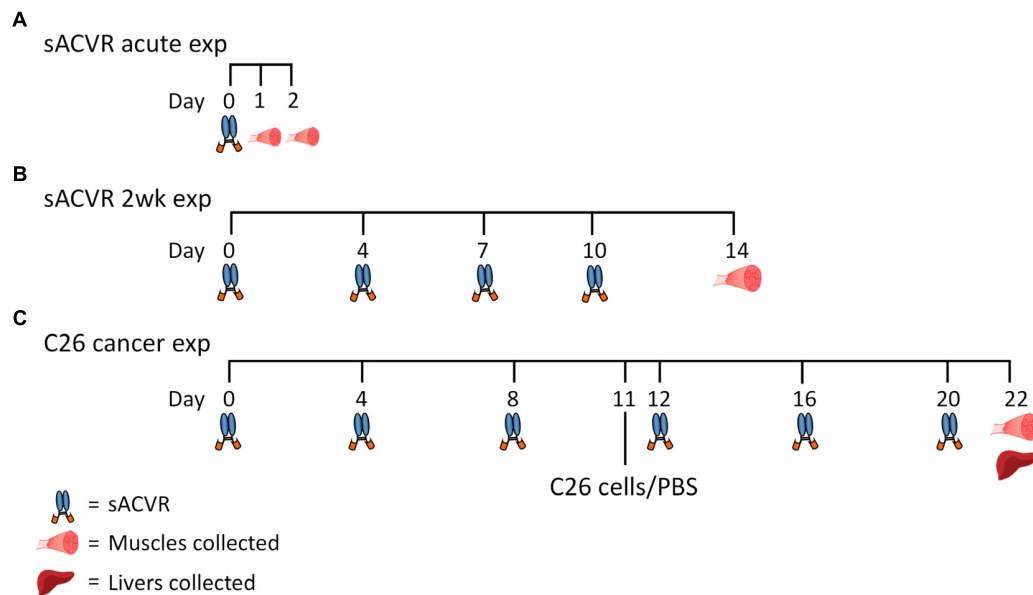 A
sACVR acute exp
Day 0 1 2
B
sACVR 2wk exp
Day 0 4 7 10 14
C
C26 cancer exp
Day 0 4 8 11 12 16 20 22
C26 cells/PBS
= sACVR
= Muscles collected
= Livers collected